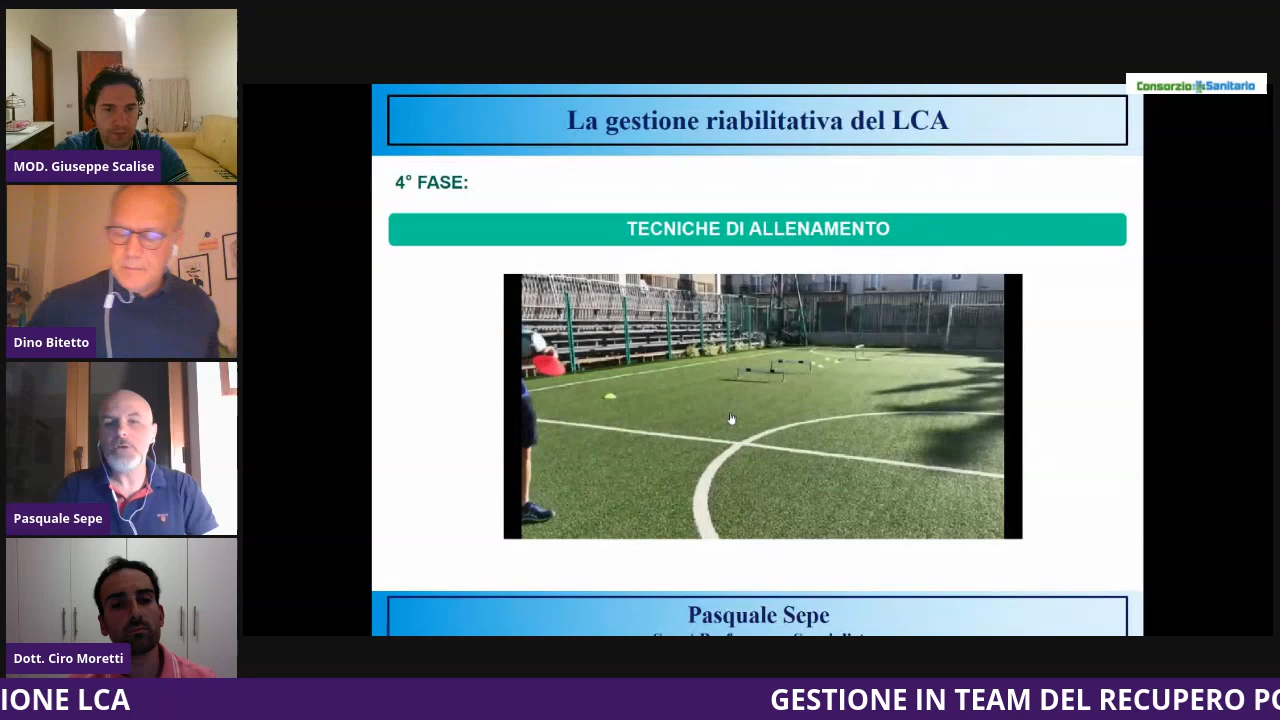 MOD. Giuseppe Scalise
Dino Bitetto
Pasquale Sepe
Dott. Ciro Moretti
Consorzio Sanitario
La gestione riabilitativa del LCA
4° FASE:
TECNICHE DI ALLENAMENTO
Pasquale Sepe
IONE LCA
GESTIONE IN TEAM DEL RECUPERO PO